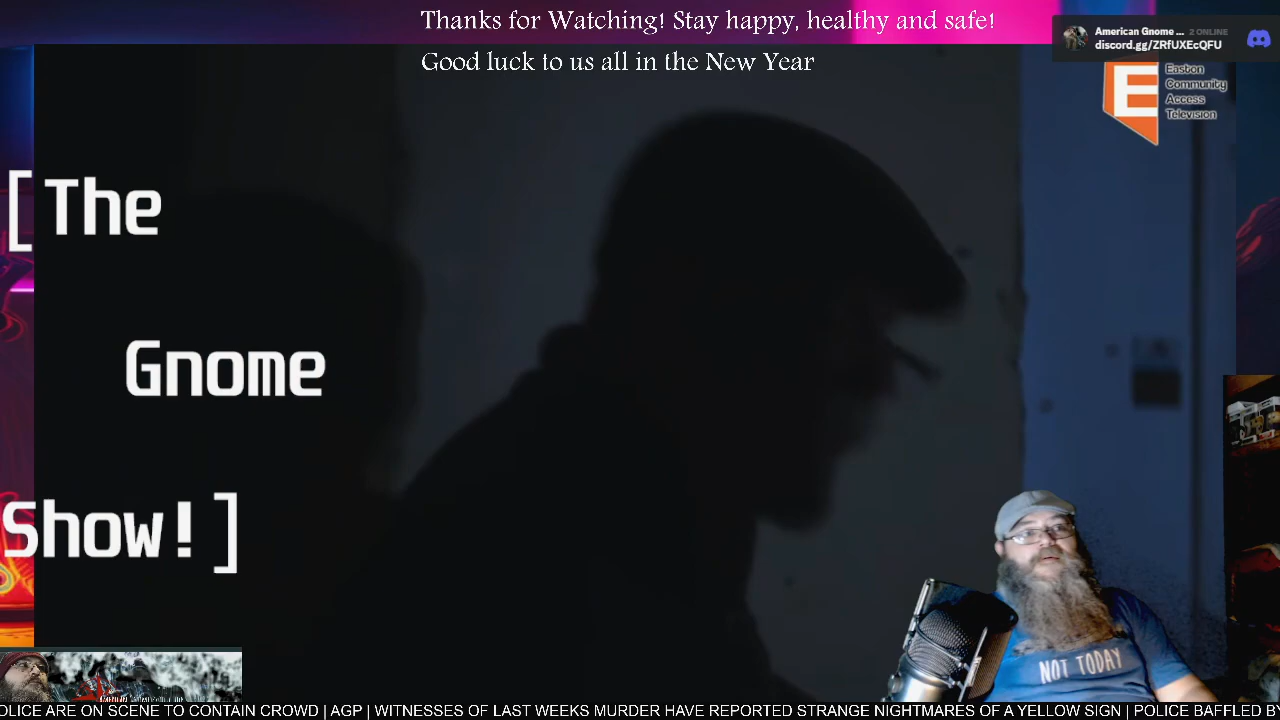 Thanks for Watching! Stay happy, healthy and safe!
Good luck to us all in the New Year
American Gnome ... 2 ONLINE
discord.gg/ZRfUXEcQFU
Easton
Community
Access
Television
[The
Gnome
Show!]
NOT TODAY
OLICE ARE ON SCENE TO CONTAIN CROWD | AGP | WITNESSES OF LAST WEEKS MURDER HAVE REPORTED STRANGE NIGHTMARES OF A YELLOW SIGN | POLICE BAFFLED BY